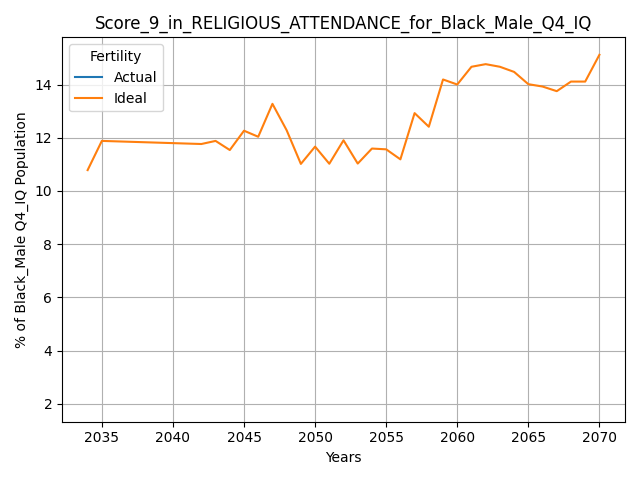 Score_9_in_RELIGIOUS_ATTENDANCE_for_Black_Male_Q4_IQ
Fertility
Actual
Ideal
% of Black_Male Q4_IQ Population
14
12
10
8
6
4
2
2035 2040 2045 2050 2055 2060 2065 2070
Years